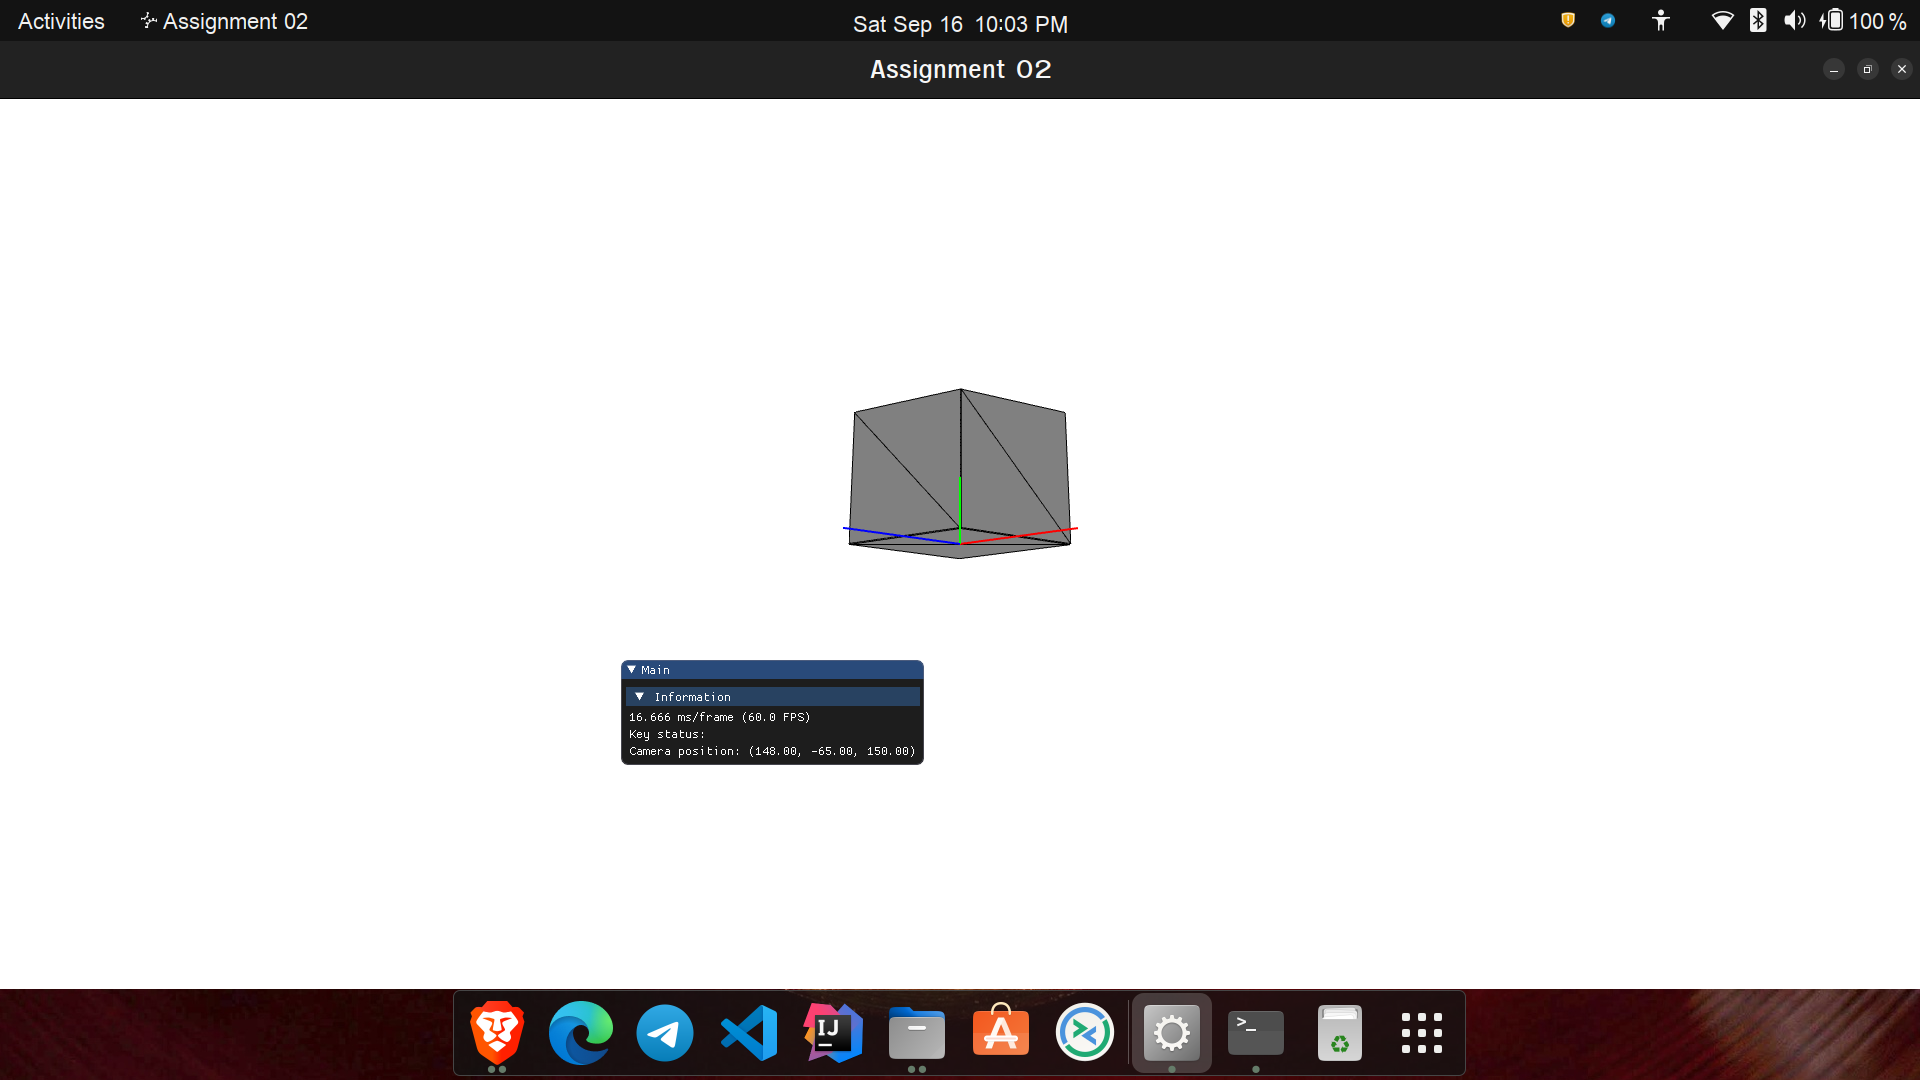 Activities
Assignment 02
Sat Sep 16 10:03 PM
100 %
Assignment 02
Main
Information
16.666 ms/frame (60.0 FPS)
Key status:
Camera position: (148.00, -65.00, 150.00)
IJ
>_